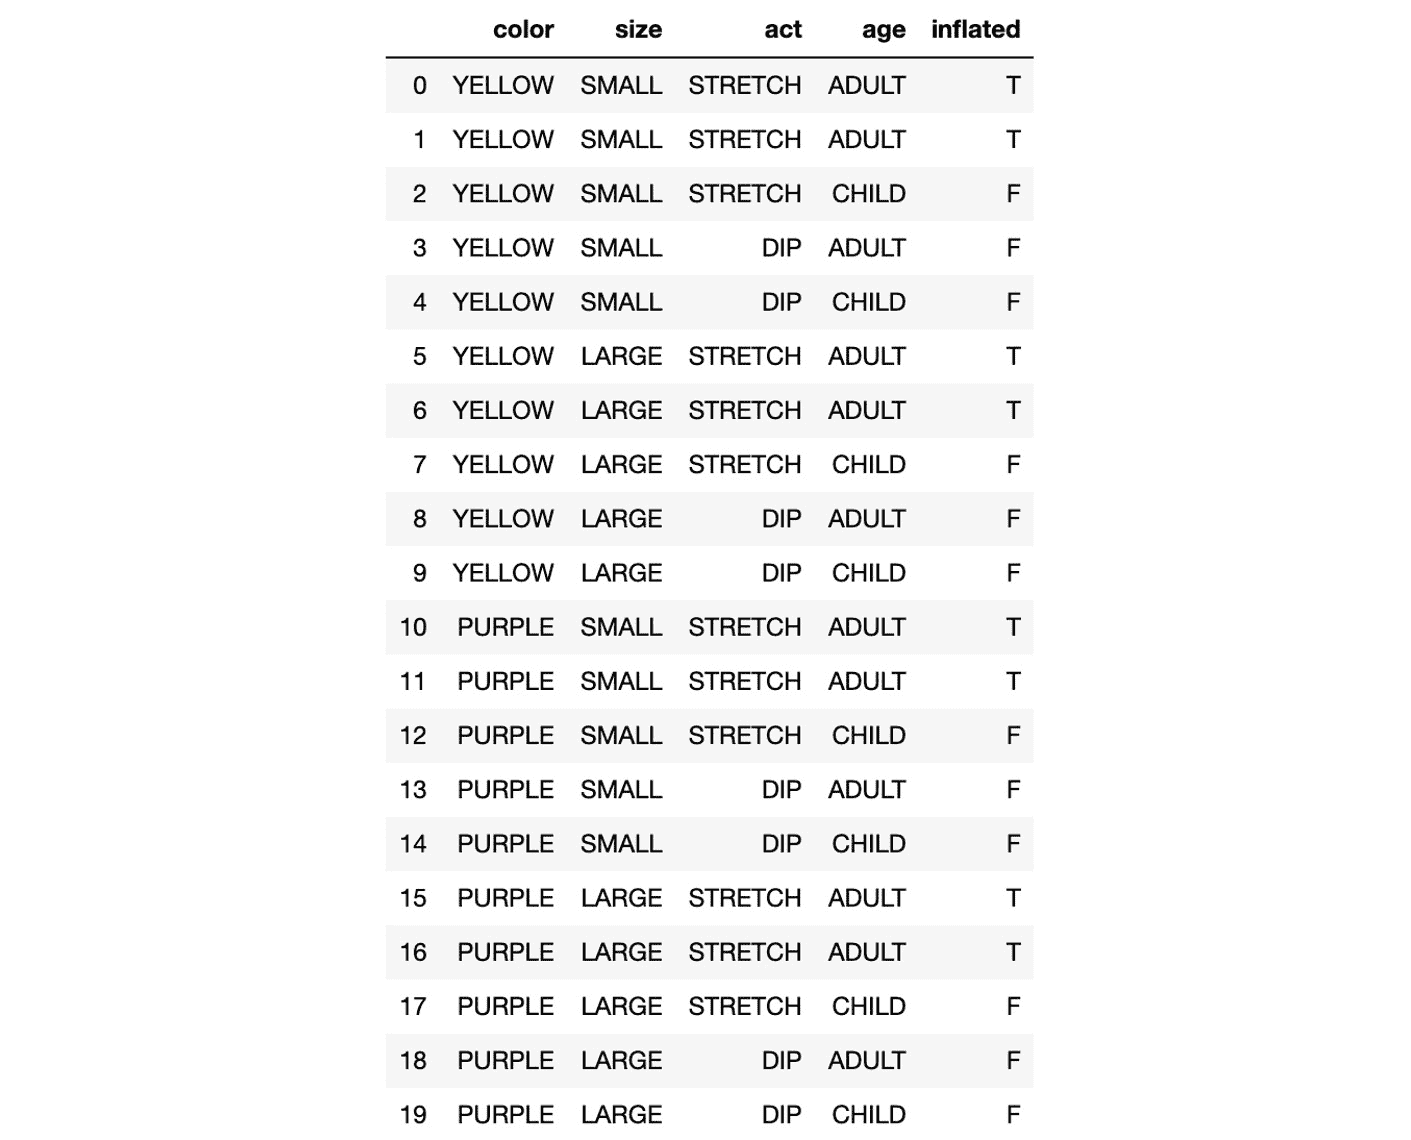 color size act age inflated
0 YELLOW SMALL STRETCH ADULT T
1 YELLOW SMALL STRETCH ADULT T
2 YELLOW SMALL STRETCH CHILD F
3 YELLOW SMALL DIP ADULT F
4 YELLOW SMALL DIP CHILD F
5 YELLOW LARGE STRETCH ADULT T
6 YELLOW LARGE STRETCH ADULT T
7 YELLOW LARGE STRETCH CHILD F
8 YELLOW LARGE DIP ADULT F
9 YELLOW LARGE DIP CHILD F
10 PURPLE SMALL STRETCH ADULT T
11 PURPLE SMALL STRETCH ADULT T
12 PURPLE SMALL STRETCH CHILD F
13 PURPLE SMALL DIP ADULT F
14 PURPLE SMALL DIP CHILD F
15 PURPLE LARGE STRETCH ADULT T
16 PURPLE LARGE STRETCH ADULT T
17 PURPLE LARGE STRETCH CHILD F
18 PURPLE LARGE DIP ADULT F
19 PURPLE LARGE DIP CHILD F